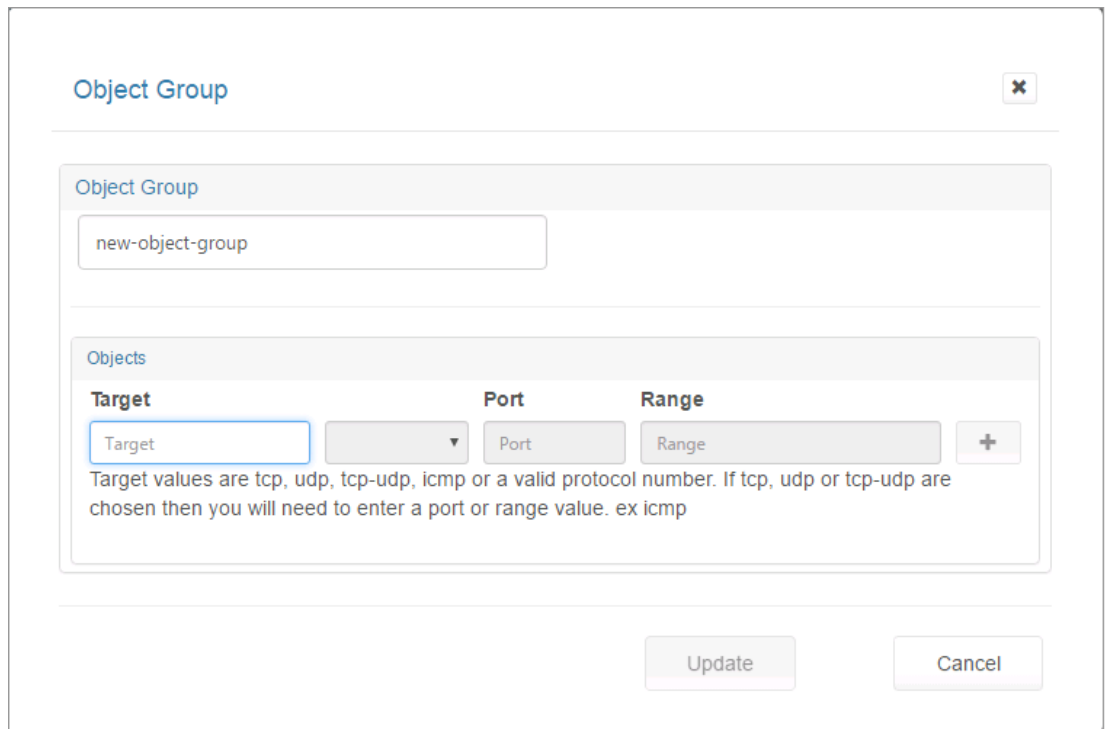 Object Group
Object Group
new-object-group
Objects
Target Port Range
Target Port Range
Target values are tcp, udp, tcp-udp, icmp or a valid protocol number. If tcp, udp or tcp-udp are
chosen then you will need to enter a port or range value. ex icmp
Update Cancel